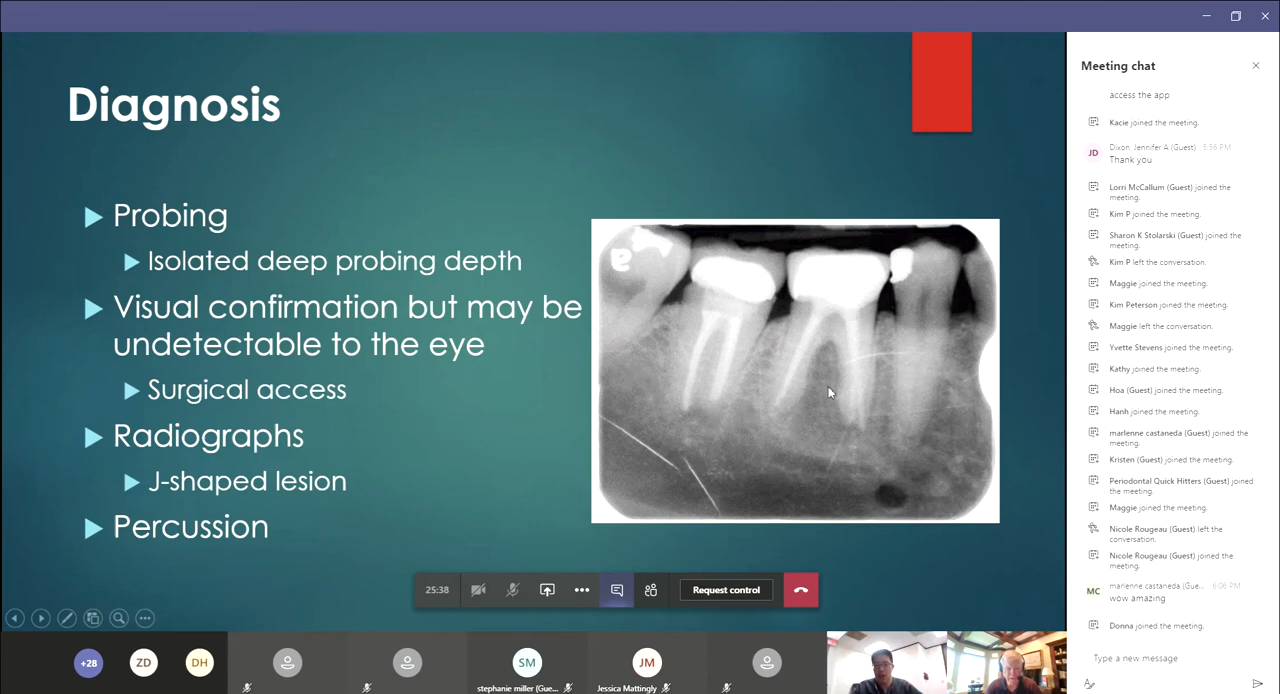 Diagnosis
Probing
Isolated deep probing depth
Visual confirmation but may be
undetectable to the eye
Surgical access
Radiographs
J-shaped lesion
Percussion
25:38
Request control
+28
ZD
DH
SM
stephanie miller (Gue...
JM
Jessica Mattingly
Meeting chat
access the app
Kacie joined the meeting.
JD
Dixon, Jennifer A (Guest) 5:56 PM
Thank you
Lorri McCallum (Guest) joined the
meeting.
Kim P joined the meeting.
Sharon K Stolarski (Guest) joined the
meeting.
Kim P left the conversation.
Maggie joined the meeting.
Kim Peterson joined the meeting.
Maggie left the conversation.
Yvette Stevens joined the meeting.
Kathy joined the meeting.
Hoa (Guest) joined the meeting.
Hanh joined the meeting.
marlenne castaneda (Guest) joined the
meeting.
Kristen (Guest) joined the meeting.
Periodontal Quick Hitters (Guest) joined
the meeting.
Maggie joined the meeting.
Nicole Rougeau (Guest) left the
conversation.
Nicole Rougeau (Guest) joined the
meeting.
MC
marlenne castaneda (Gue... 6:06 PM
wow amazing
Donna joined the meeting.
Type a new message